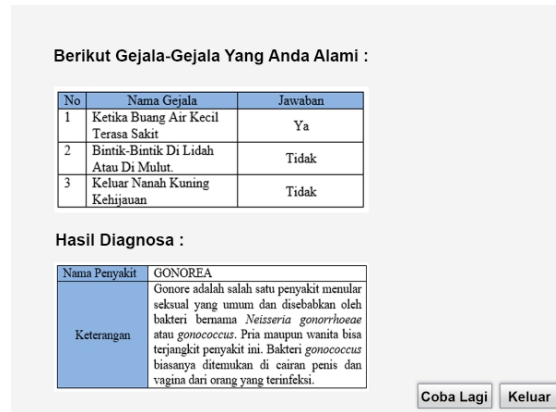 Berikut Gejala-Gejala Yang Anda Alami :
No Nama Gejala Jawaban
1 Ketika Buang Air Kecil
Terasa Sakit Ya
2 Bintik-Bintik Di Lidah
Atau Di Mulut. Tidak
3 Keluar Nanah Kuning
Kehijauan Tidak
Hasil Diagnosa :
Nama Penyakit GONOREA
Keterangan
Gonore adalah salah satu penyakit menular
seksual yang umum dan disebabkan oleh
bakteri bernama Neisseria gonorrhoeae
atau gonococcus. Pria maupun wanita bisa
terjangkit penyakit ini. Bakteri gonococcus
biasanya ditemukan di cairan penis dan
vagina dari orang yang terinfeksi.
Coba Lagi Keluar